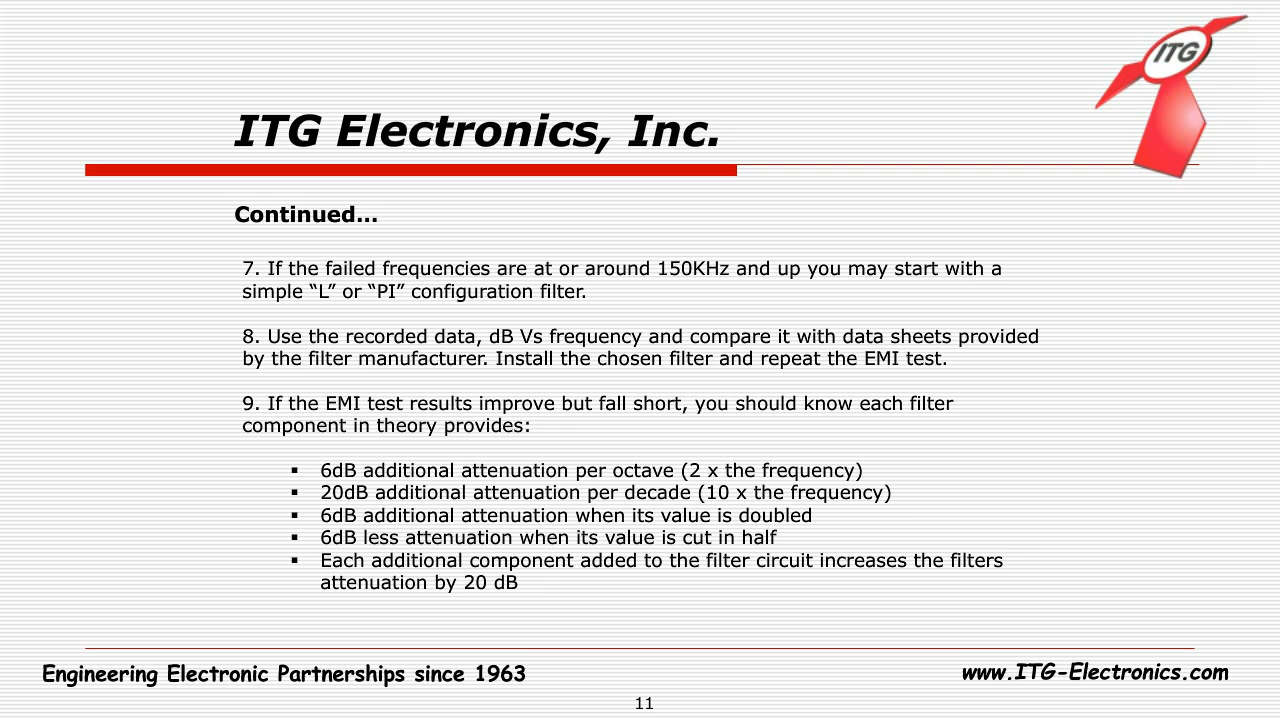 ITG
ITG Electronics, Inc.
Continued…
7. If the failed frequencies are at or around 150KHz and up you may start with a
simple “L” or “PI” configuration filter.
8. Use the recorded data, dB Vs frequency and compare it with data sheets provided
by the filter manufacturer. Install the chosen filter and repeat the EMI test.
9. If the EMI test results improve but fall short, you should know each filter
component in theory provides:
▪ 6dB additional attenuation per octave (2 x the frequency)
▪ 20dB additional attenuation per decade (10 x the frequency)
▪ 6dB additional attenuation when its value is doubled
▪ 6dB less attenuation when its value is cut in half
▪ Each additional component added to the filter circuit increases the filters
attenuation by 20 dB
Engineering Electronic Partnerships since 1963
www.ITG-Electronics.com
11